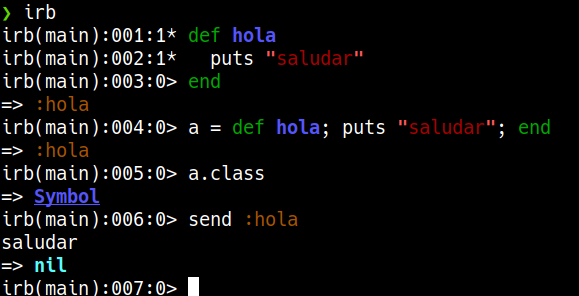 ❯ irb
irb(main):001:1* def hola
irb(main):002:1*   puts "saludar"
irb(main):003:0> end
=> :hola
irb(main):004:0> a = def hola; puts "saludar"; end
=> :hola
irb(main):005:0> a.class
=> Symbol
irb(main):006:0> send :hola
saludar
=> nil
irb(main):007:0>